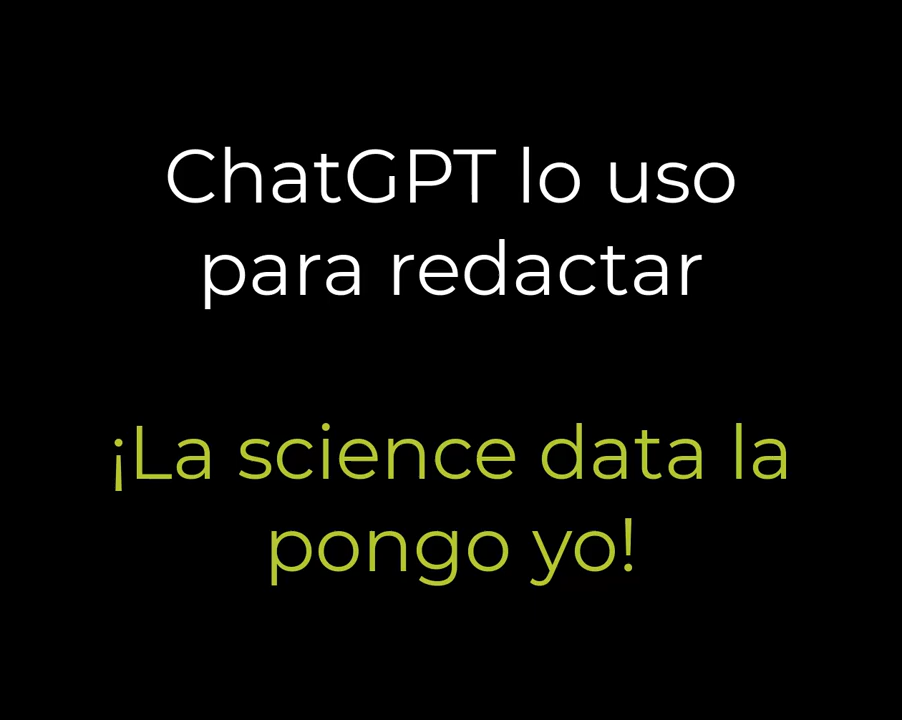 ChatGPT lo uso
para redactar
¡La science data la
pongo yo!